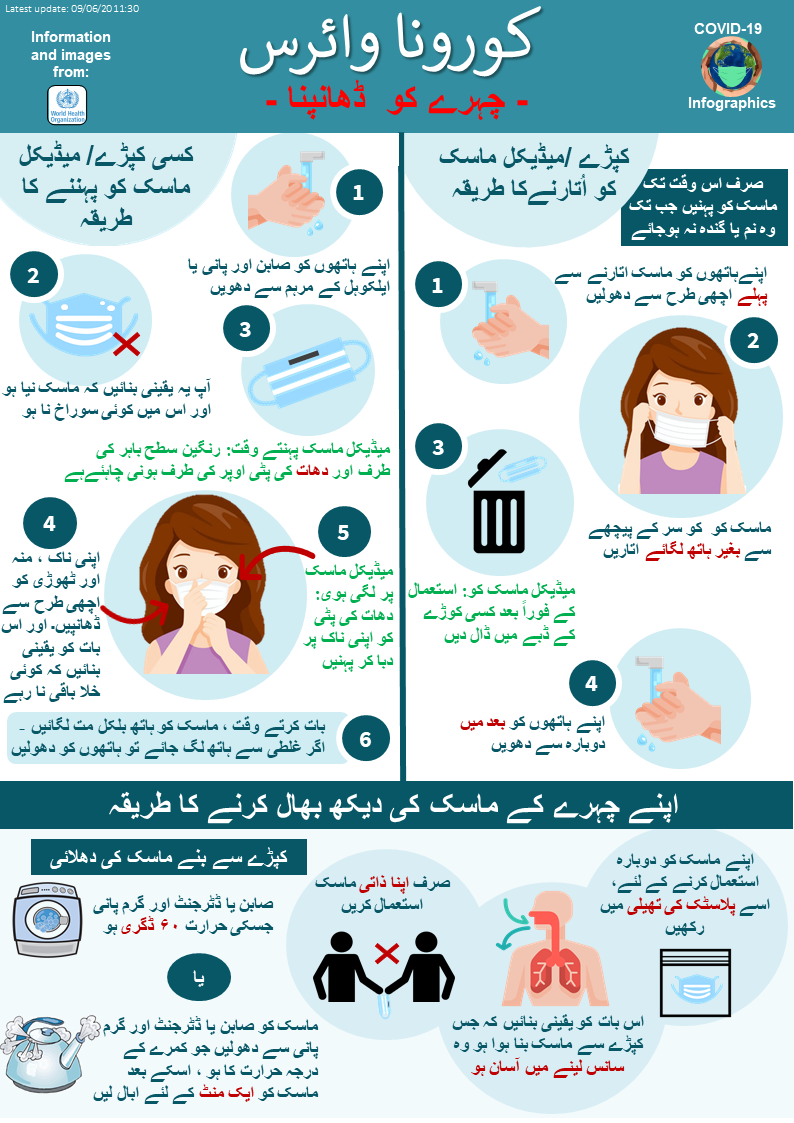 Latest update: 09/06/2011:30
Information
and images
from:
World Health
Organization
کورونا وائرس
- چہرے کو ڈھانپنا -
COVID-19
Infographics
کپڑے /میڈیکل ماسک
کو اُتارنےکا طریقہ
صرف اس وقت تک
ماسک کو پہنیں جب تک
وہ نم یا گندہ نہ ہوجائے
1
اپنےہاتھوں کو ماسک اتارنے سے
پہلے اچھی طرح سے دھولیں
2
ماسک کو کو سر کے پیچھے
سے بغیر ہاتھ لگائے اتاریں
3
میڈیکل ماسک کو: استعمال
کے فوراً بعد کسی کوڑے
کے ڈبے میں ڈال دیں
4
اپنے ہاتھوں کو بعد میں
دوبارہ سے دھویں
کسی کپڑے/ میڈیکل
ماسک کو پہننے کا
طریقہ
1
اپنے ہاتھوں کو صابن اور پانی یا
ایلکوہل کے مرہم سے دھویں
2
آپ یہ یقینی بنائیں کہ ماسک نیا ہو
اور اس میں کوئی سوراخ نا ہو
3
میڈیکل ماسک پہنتے وقت: رنگین سطح باہر کی
طرف اور دھات کی پٹی اوپر کی طرف ہونی چاہئےہے
4
اپنی ناک ، منہ
اور ٹھوڑی کو
اچھی طرح سے
ڈھانپیں۔ اور اس
بات کو یقینی
بنائیں کہ کوئی
خلا باقی نا رہے
5
میڈیکل ماسک
پر لگی ہوی:
دھات کی پٹی
کو اپنی ناک پر
دبا کر پہنیں
6
بات کرتے وقت ، ماسک کو ہاتھ بلکل مت لگائیں ۔
اگر غلطی سے ہاتھ لگ جائے تو ہاتھوں کو دھولیں
اپنے چہرے کے ماسک کی دیکھ بھال کرنے کا طریقہ
اپنے ماسک کو دوبارہ
استعمال کرنے کے لئے،
اسے پلاسٹک کی تھیلی میں
رکھیں
اس بات کو یقینی بنائیں کہ جس
کپڑے سے ماسک بنا ہوا ہو وہ
سانس لینے میں آسان ہو
صرف اپنا ذاتی ماسک
استعمال کریں
کپڑے سے بنے ماسک کی دھلائی
صابن یا ڈٹرجنٹ اور گرم پانی
جسکی حرارت ۶۰ ڈگری ہو
یا
ماسک کو صابن یا ڈٹرجنٹ اور گرم
پانی سے دھولیں جو کمرے کے
درجہ حرارت کا ہو ، اسکے بعد
ماسک کو ایک منٹ کے لئے ابال لیں